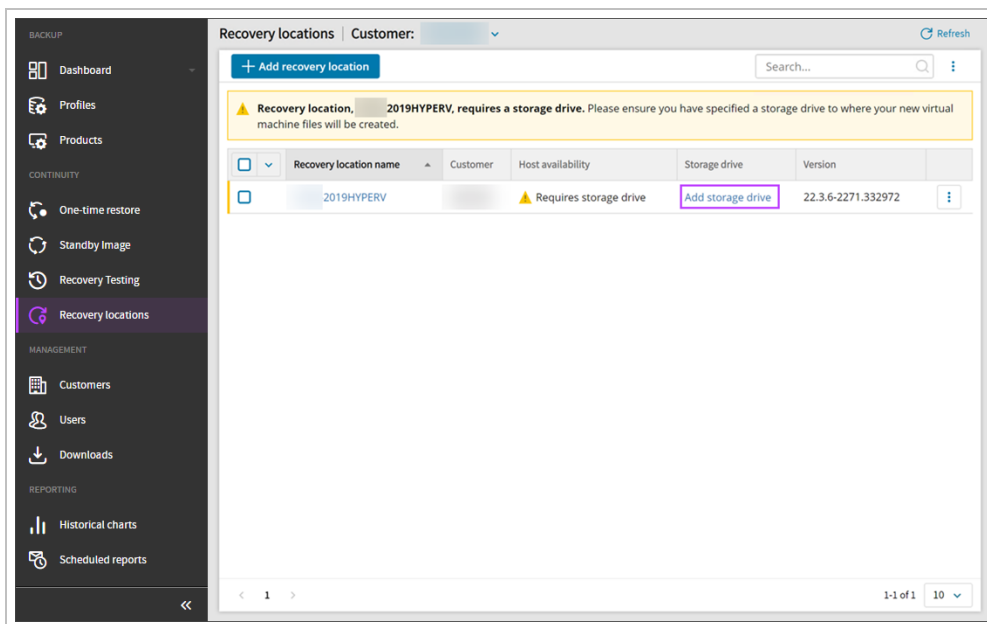 BACKUP
Dashboard
Profiles
Products
CONTINUITY
One-time restore
Standby Image
Recovery Testing
Recovery locations
MANAGEMENT
Customers
Users
Downloads
REPORTING
Historical charts
Scheduled reports
Recovery locations | Customer:
Refresh
+ Add recovery location
Search...
Recovery location, 2019HYPERV, requires a storage drive. Please ensure you have specified a storage drive to where your new virtual
machine files will be created.
Recovery location name Customer Host availability Storage drive Version
2019HYPERV Requires storage drive Add storage drive 22.3.6-2271.332972
< 1 > 1-1 of 1 10